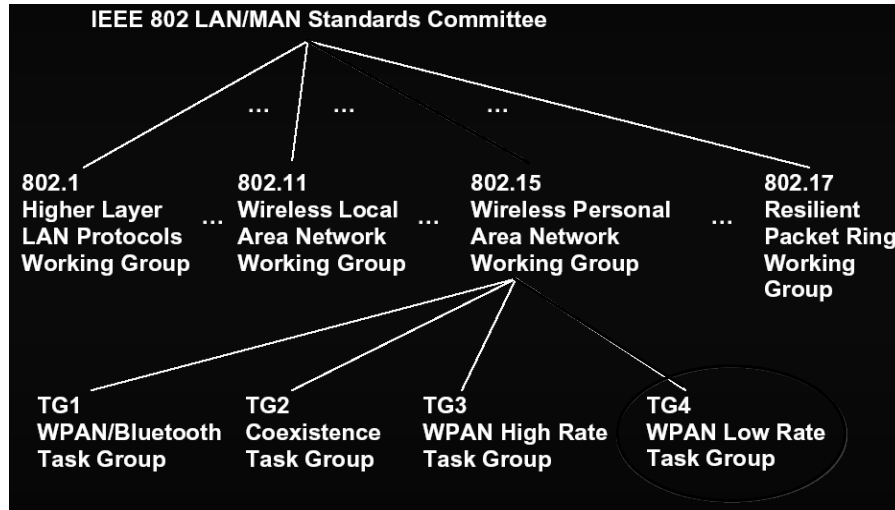 IEEE 802 LAN/MAN Standards Committee
... ... ...
802.1
Higher Layer
LAN Protocols
Working Group
...
802.11
Wireless Local
Area Network
Working Group
...
802.15
Wireless Personal
Area Network
Working Group
...
802.17
Resilient
Packet Ring
Working
Group
TG1
WPAN/Bluetooth
Task Group
TG2
Coexistence
Task Group
TG3
WPAN High Rate
Task Group
TG4
WPAN Low Rate
Task Group